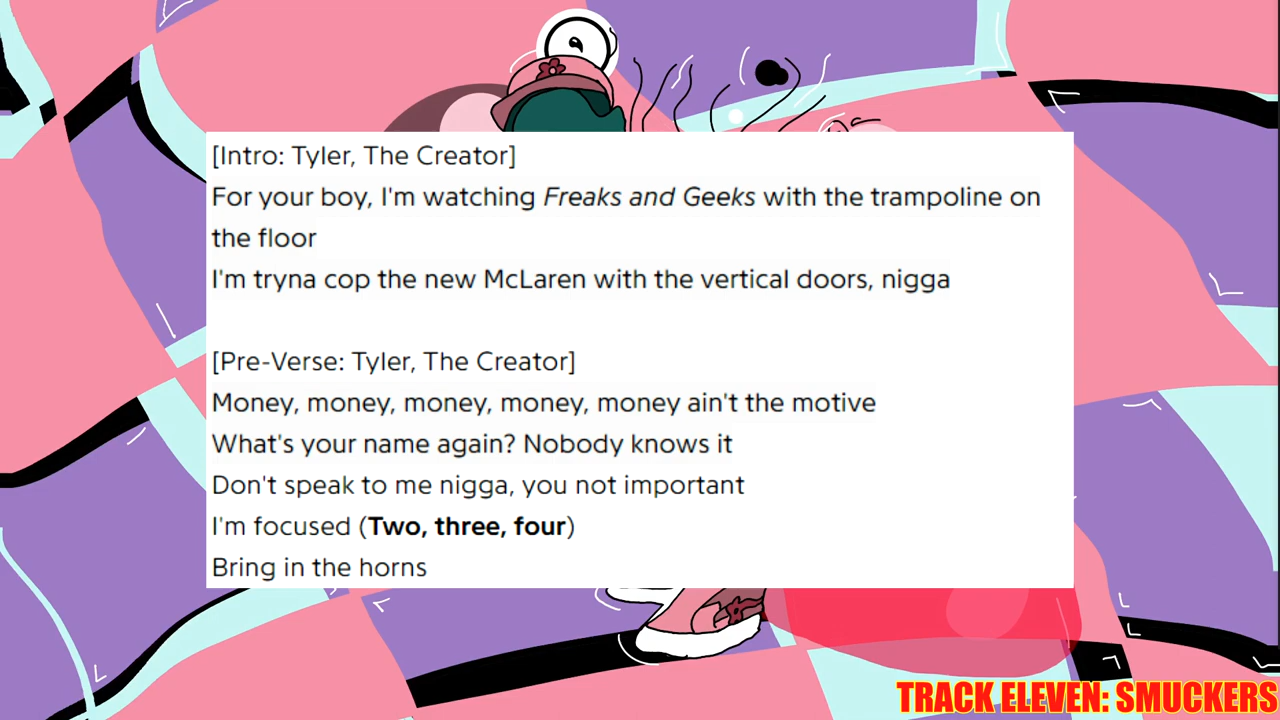 [Intro: Tyler, The Creator]
For your boy, I'm watching Freaks and Geeks with the trampoline on
the floor
I'm tryna cop the new McLaren with the vertical doors, nigga
[Pre-Verse: Tyler, The Creator]
Money, money, money, money, money ain't the motive
What's your name again? Nobody knows it
Don't speak to me nigga, you not important
I'm focused (Two, three, four)
Bring in the horns
TRACK ELEVEN: SMUCKERS